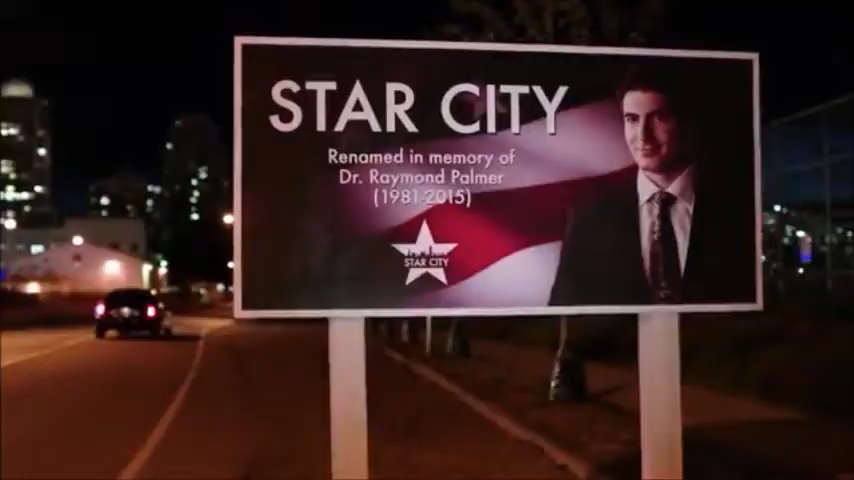 STAR CITY
Renamed in memory of
Dr. Raymond Palmer
(1981-2015)
STAR CITY